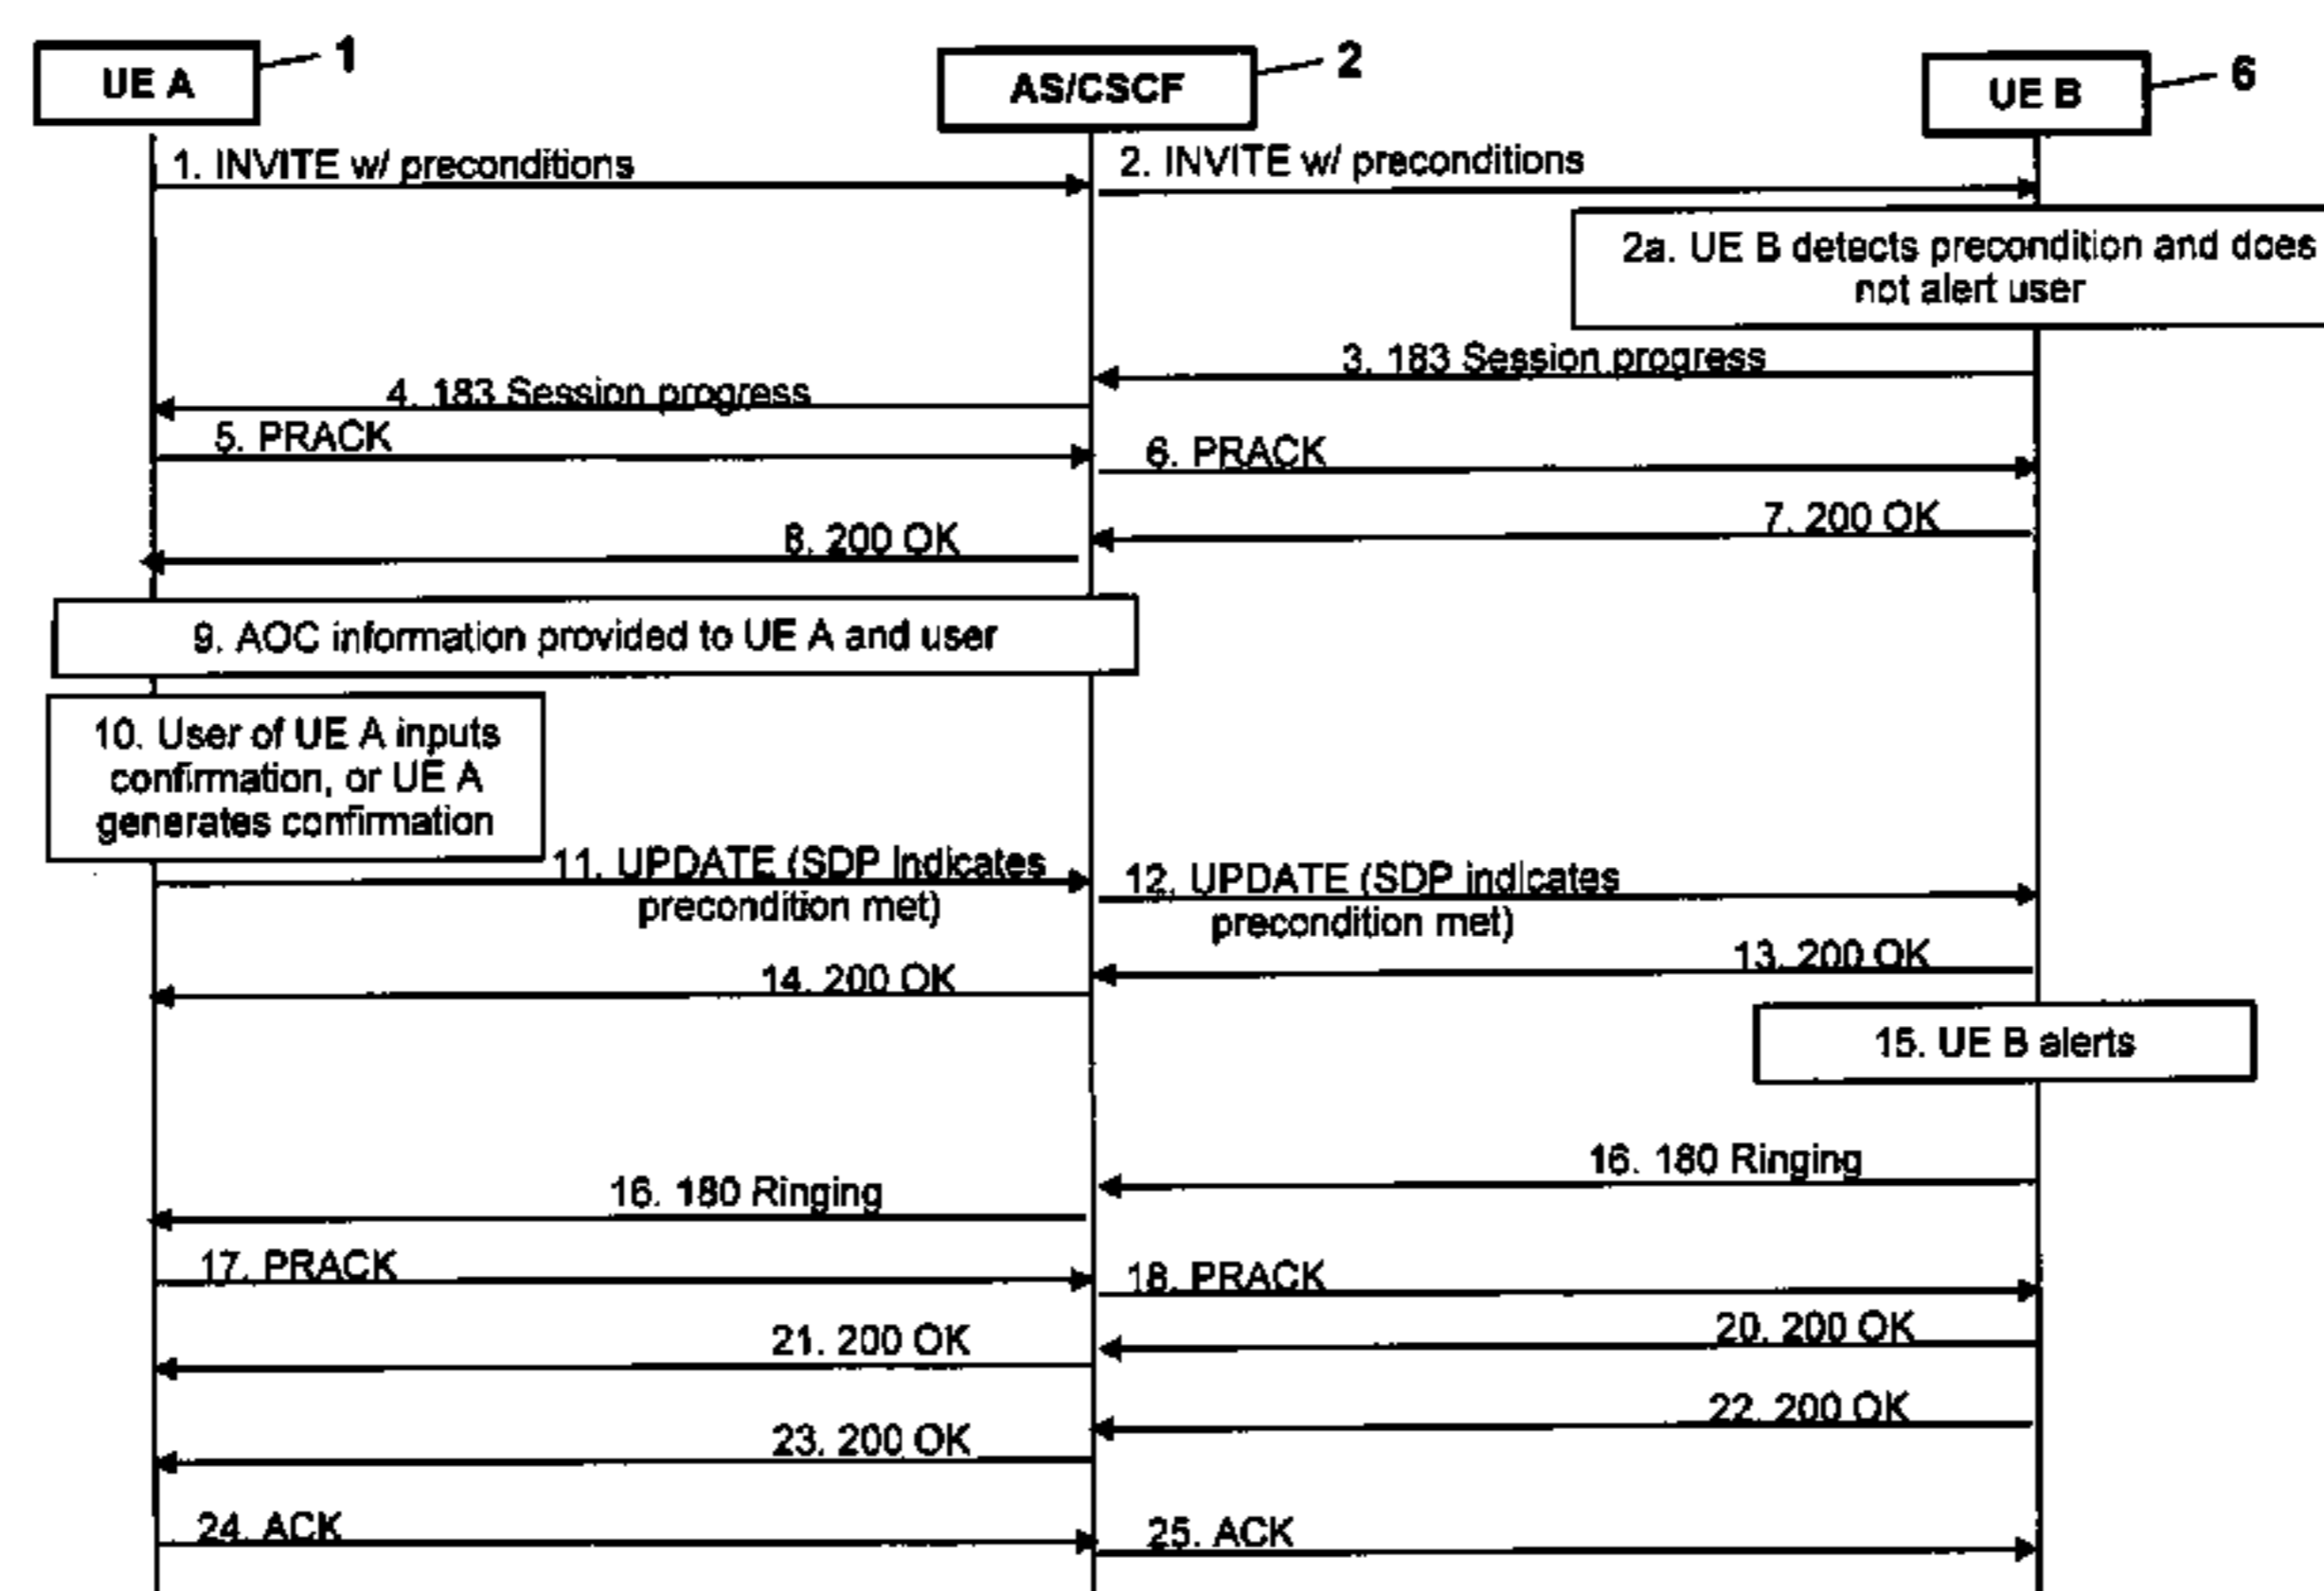 UE A
1
AS/CSCF
2
UE B
6
1. INVITE w/ preconditions
2. INVITE w/ preconditions
2a. UE B detects precondition and does
not alert user
3. 183 Session progress
4. 183 Session progress
5. PRACK
6. PRACK
7. 200 OK
8. 200 OK
9. AOC information provided to UE A and user
10. User of UE A inputs
confirmation, or UE A
generates confirmation
11. UPDATE (SDP indicates
precondition met)
12. UPDATE (SDP indicates
precondition met)
13. 200 OK
14. 200 OK
15. UE B alerts
16. 180 Ringing
16. 180 Ringing
17. PRACK
18. PRACK
20. 200 OK
21. 200 OK
22. 200 OK
23. 200 OK
24. ACK
25. ACK